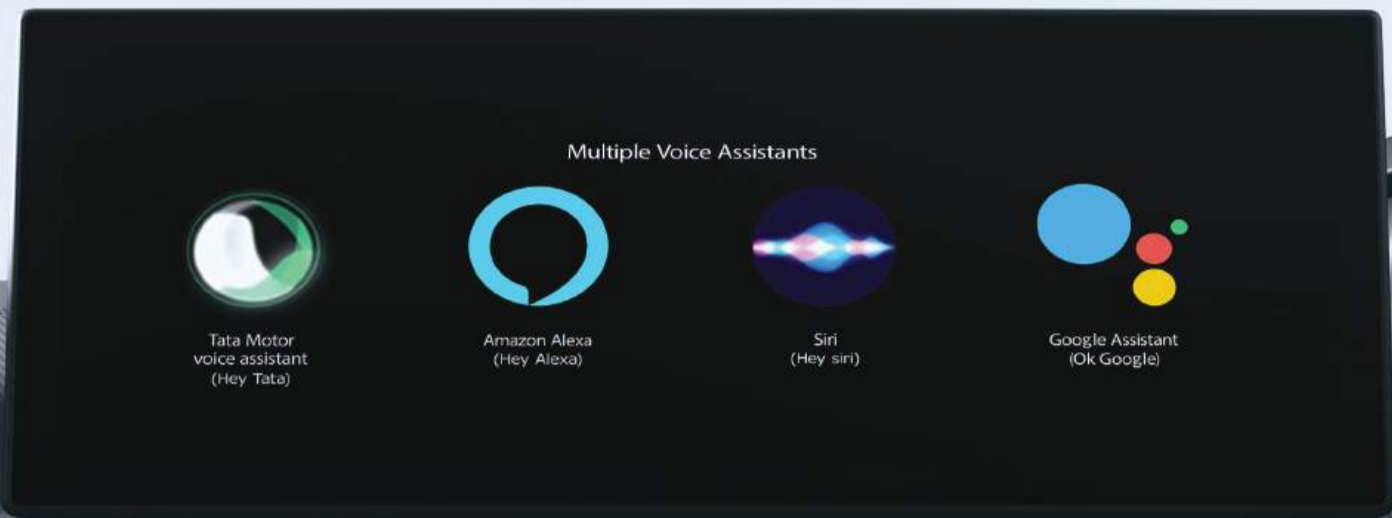 Multiple Voice Assistants
Tata Motor
voice assistant
(Hey Tata)
Amazon Alexa
(Hey Alexa)
Siri
(Hey siri)
Google Assistant
(Ok Google)